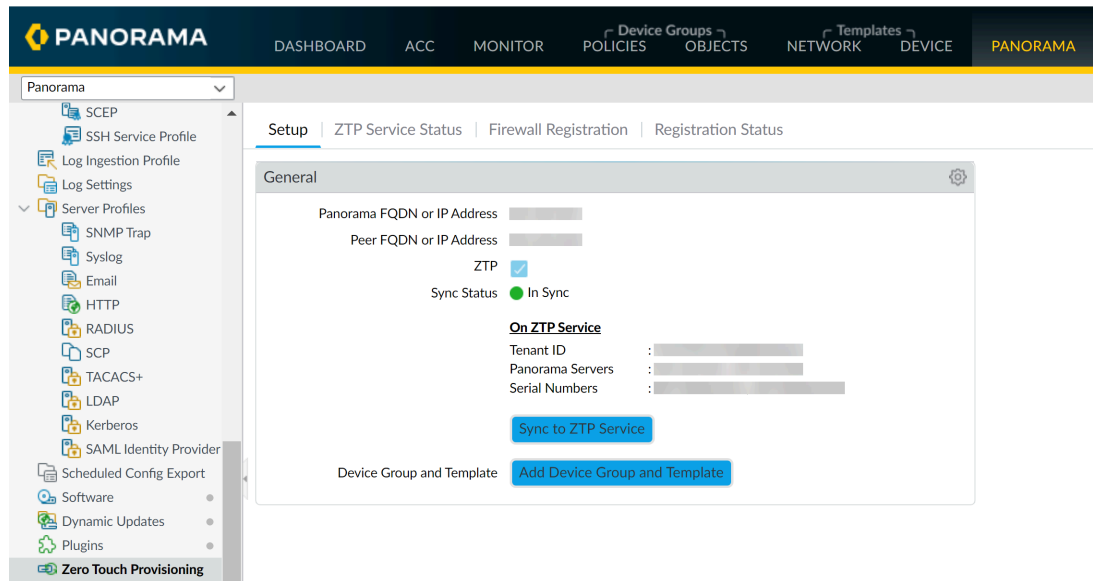 PANORAMA
DASHBOARD ACC MONITOR Device Groups POLICIES OBJECTS Templates NETWORK DEVICE PANORAMA
Panorama
SCEP
SSH Service Profile
Log Ingestion Profile
Log Settings
Server Profiles
SNMP Trap
Syslog
Email
HTTP
RADIUS
SCP
TACACS+
LDAP
Kerberos
SAML Identity Provider
Scheduled Config Export
Software
Dynamic Updates
Plugins
Zero Touch Provisioning
Setup ZTP Service Status Firewall Registration Registration Status
General
Panorama FQDN or IP Address
Peer FQDN or IP Address
ZTP
Sync Status In Sync
On ZTP Service
Tenant ID :
Panorama Servers :
Serial Numbers :
Sync to ZTP Service
Device Group and Template Add Device Group and Template